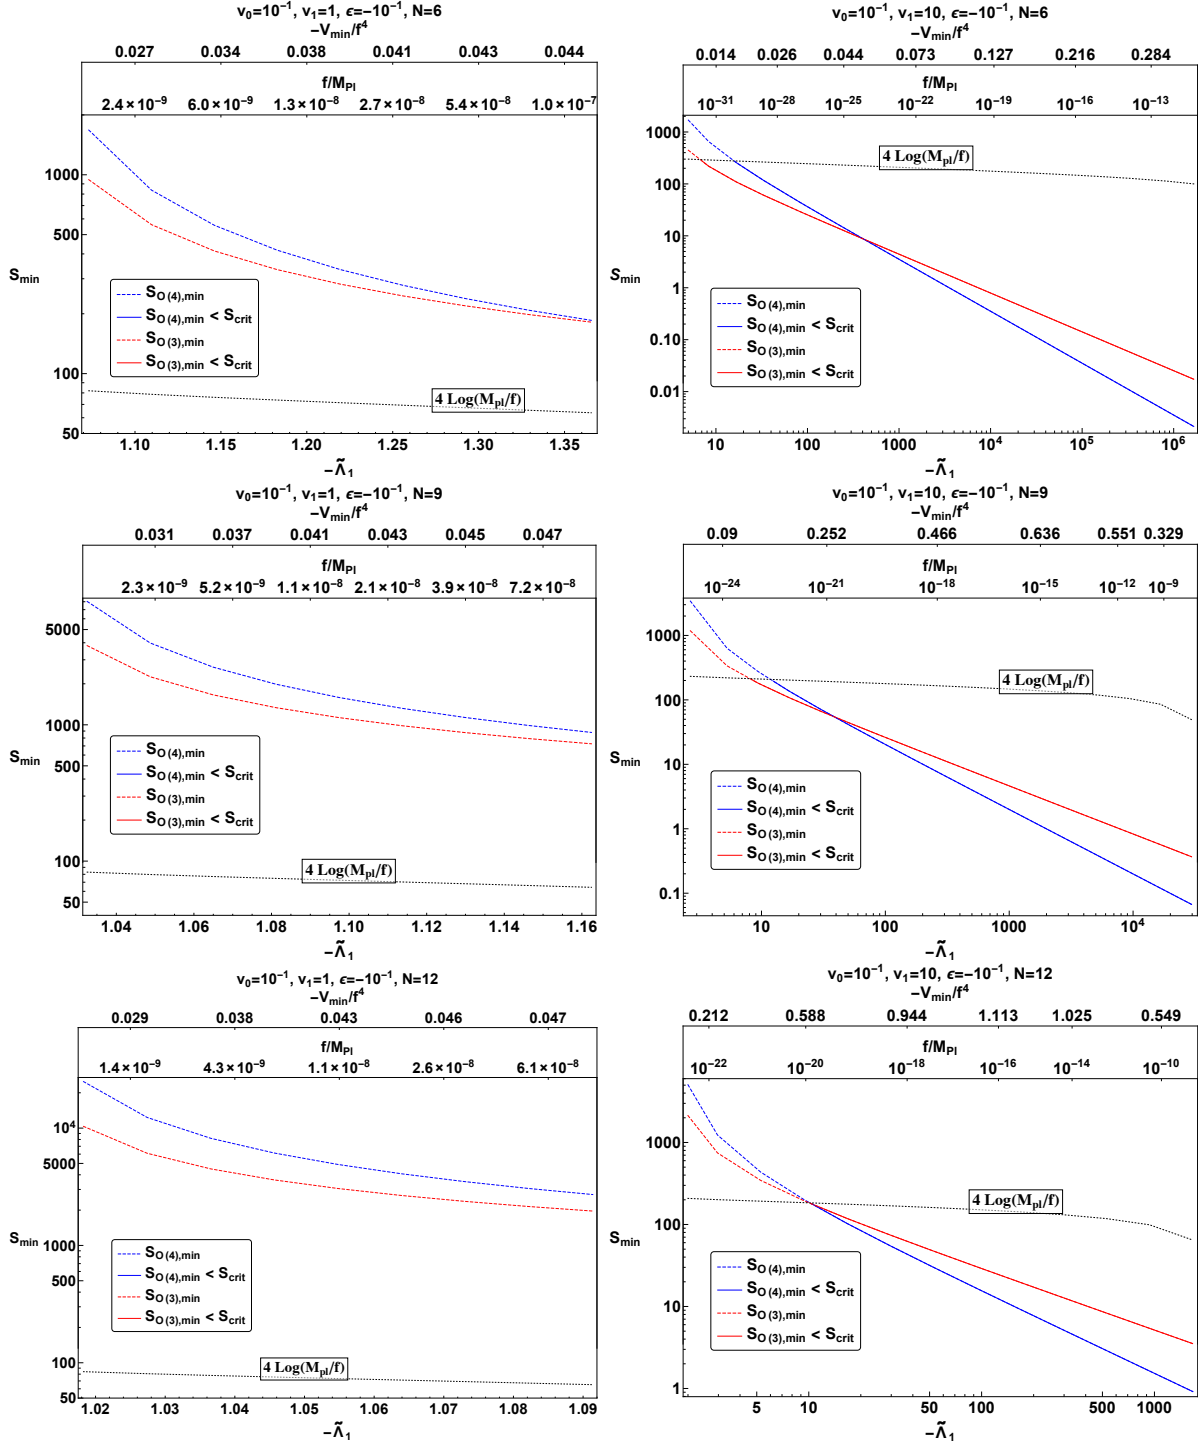 v₀=10⁻¹, v₁=1, ϵ=−10⁻¹, N=6
−V_min/f⁴
0.027 0.034 0.038 0.041 0.043 0.044
f/M_Pl
2.4×10⁻⁹ 6.0×10⁻⁹ 1.3×10⁻⁸ 2.7×10⁻⁸ 5.4×10⁻⁸ 1.0×10⁻⁷
1000
500
S_min
S_O(4),min
S_O(4),min < S_crit
S_O(3),min
S_O(3),min < S_crit
100
4 Log(M_pl/f)
50
1.10 1.15 1.20 1.25 1.30 1.35
−Λ̃₁
v₀=10⁻¹, v₁=10, ϵ=−10⁻¹, N=6
−V_min/f⁴
0.014 0.026 0.044 0.073 0.127 0.216 0.284
f/M_Pl
10⁻³¹ 10⁻²⁸ 10⁻²⁵ 10⁻²² 10⁻¹⁹ 10⁻¹⁶ 10⁻¹³
1000
4 Log(M_pl/f)
100
10
S_min
1
S_O(4),min
S_O(4),min < S_crit
S_O(3),min
S_O(3),min < S_crit
0.10
0.01
10 100 1000 10⁴ 10⁵ 10⁶
−Λ̃₁
v₀=10⁻¹, v₁=1, ϵ=−10⁻¹, N=9
−V_min/f⁴
0.031 0.037 0.041 0.043 0.045 0.047
f/M_Pl
2.3×10⁻⁹ 5.2×10⁻⁹ 1.1×10⁻⁸ 2.1×10⁻⁸ 3.9×10⁻⁸ 7.2×10⁻⁸
5000
1000
S_min
500
S_O(4),min
S_O(4),min < S_crit
S_O(3),min
S_O(3),min < S_crit
100
4 Log(M_pl/f)
50
1.04 1.06 1.08 1.10 1.12 1.14 1.16
−Λ̃₁
v₀=10⁻¹, v₁=10, ϵ=−10⁻¹, N=9
−V_min/f⁴
0.09 0.252 0.466 0.636 0.551 0.329
f/M_Pl
10⁻²⁴ 10⁻²¹ 10⁻¹⁸ 10⁻¹⁵ 10⁻¹² 10⁻⁹
1000
4 Log(M_pl/f)
100
S_min
10
S_O(4),min
S_O(4),min < S_crit
S_O(3),min
S_O(3),min < S_crit
1
0.1
10 100 1000 10⁴
−Λ̃₁
v₀=10⁻¹, v₁=1, ϵ=−10⁻¹, N=12
−V_min/f⁴
0.029 0.038 0.043 0.046 0.047
f/M_Pl
1.4×10⁻⁹ 4.3×10⁻⁹ 1.1×10⁻⁸ 2.6×10⁻⁸ 6.1×10⁻⁸
10⁴
5000
S_min
1000
500
S_O(4),min
S_O(4),min < S_crit
S_O(3),min
S_O(3),min < S_crit
100
4 Log(M_pl/f)
50
1.02 1.03 1.04 1.05 1.06 1.07 1.08 1.09
−Λ̃₁
v₀=10⁻¹, v₁=10, ϵ=−10⁻¹, N=12
−V_min/f⁴
0.212 0.588 0.944 1.113 1.025 0.549
f/M_Pl
10⁻²² 10⁻²⁰ 10⁻¹⁸ 10⁻¹⁶ 10⁻¹⁴ 10⁻¹⁰
1000
4 Log(M_pl/f)
100
S_min
S_O(4),min
S_O(4),min < S_crit
S_O(3),min
S_O(3),min < S_crit
10
1
5 10 50 100 500 1000
−Λ̃₁